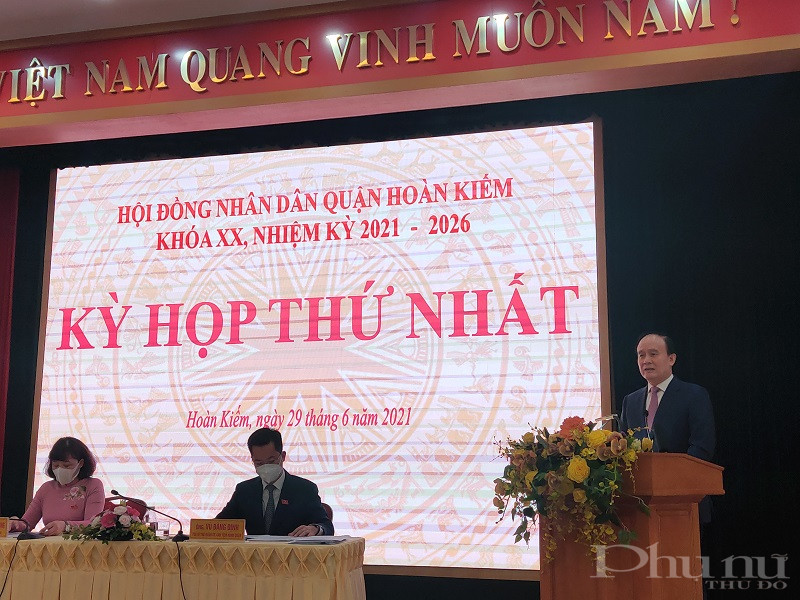 VIỆT NAM QUANG VINH MUÔN NĂM !
HỘI ĐỒNG NHÂN DÂN QUẬN HOÀN KIẾM
KHÓA XX, NHIỆM KỲ 2021 - 2026
KỲ HỌP THỨ NHẤT
Hoàn Kiếm, ngày 29 tháng 6 năm 2021
Phụ nữ
THỦ ĐÔ